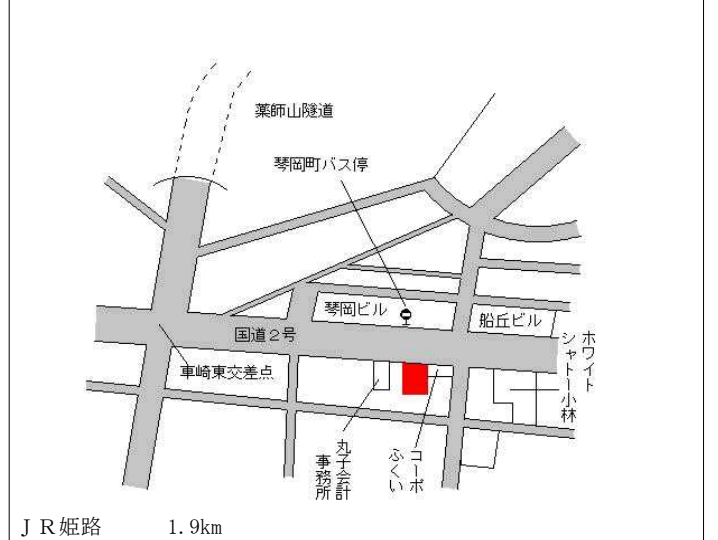 薬師山隧道
琴岡町バス停
琴岡ビル
船丘ビル
国道2号
ホワイト
シャトー小林
車崎東交差点
丸子会計
事務所
コーポ
ふくい
JR姫路 1.9km